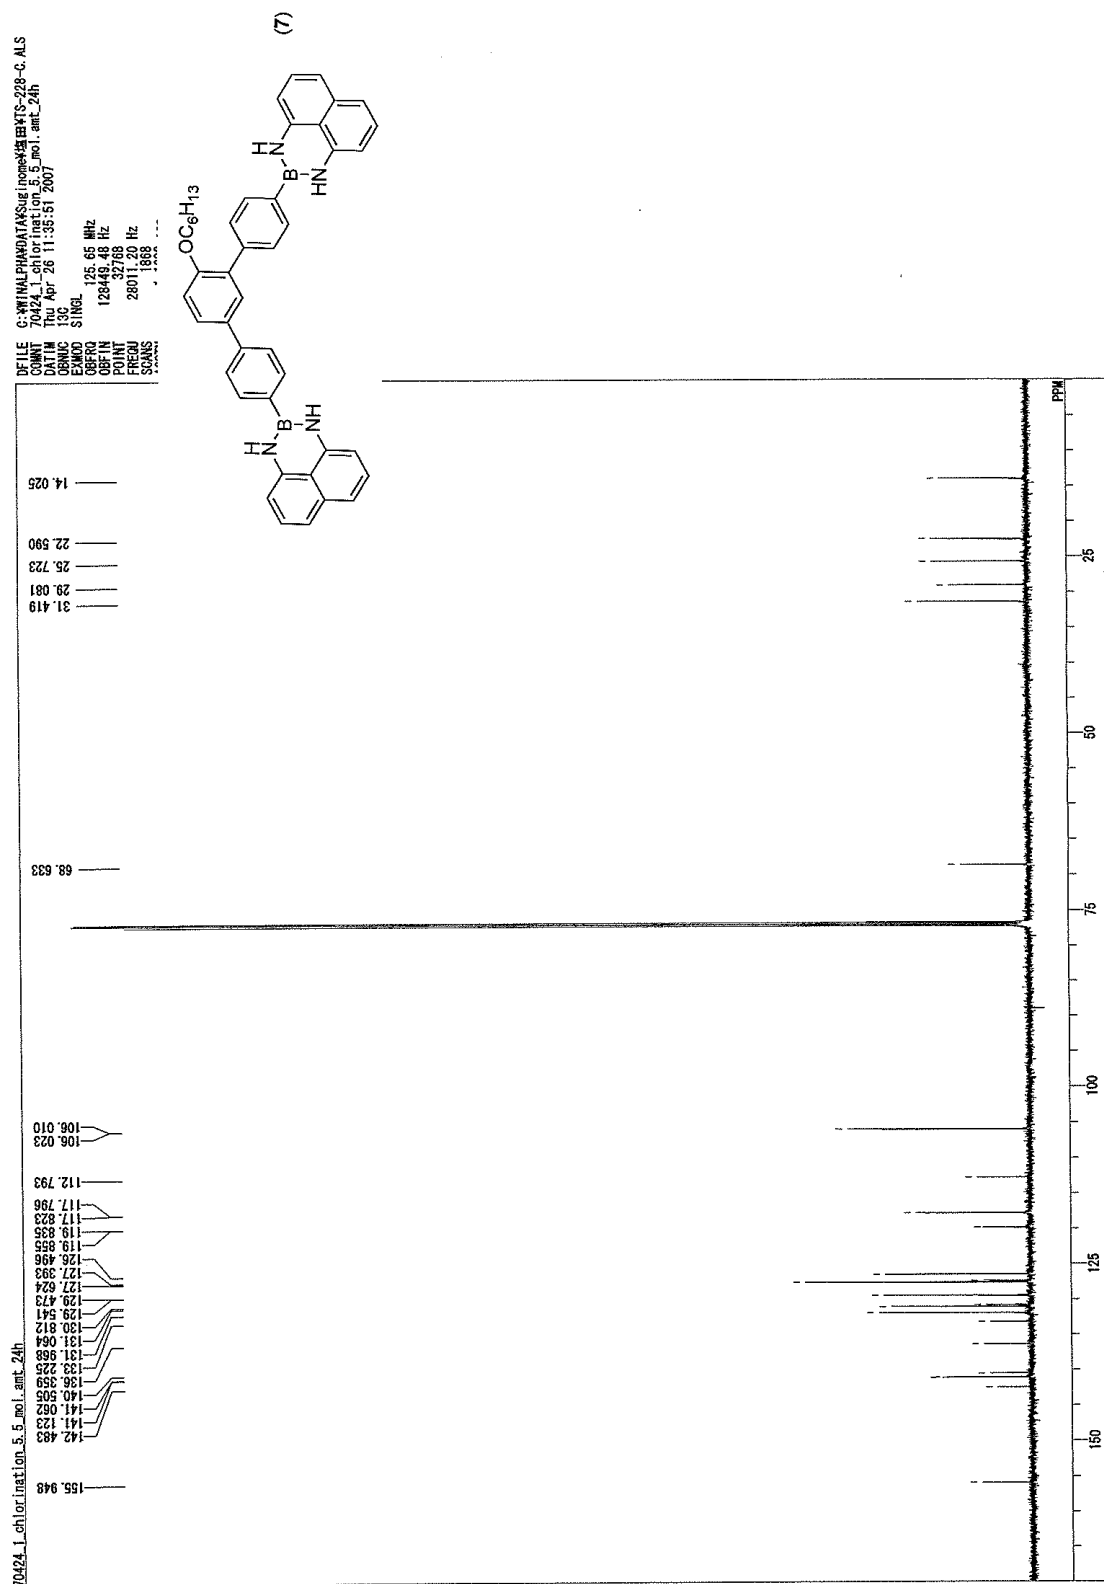 70424_1_chlorination_5.5_mol.amt_24h
DFILE C:¥WINALPHA¥DATA¥Suginome¥塩田¥TS-228-C.ALS
COMNT 70424_1_chlorination_5.5_mol.amt_24h
DATIM Thu Apr 26 11:35:51 2007
OBNUC 13C
EXMOD SINGL
OBFRQ 125.65 MHz
OBFIN 128449.48 Hz
POINT 32768
FREQU 28011.20 Hz
SCANS 1868
(7)
OC6H13
H
N
B
HN
H
N
B
NH
155.948
142.483
141.123
141.062
140.505
136.359
133.225
131.968
131.064
130.812
129.541
129.473
127.624
127.393
126.496
119.855
119.835
117.823
117.796
112.793
106.023
106.010
68.633
31.419
29.081
25.723
22.590
14.025
150
125
100
75
50
25
PPM